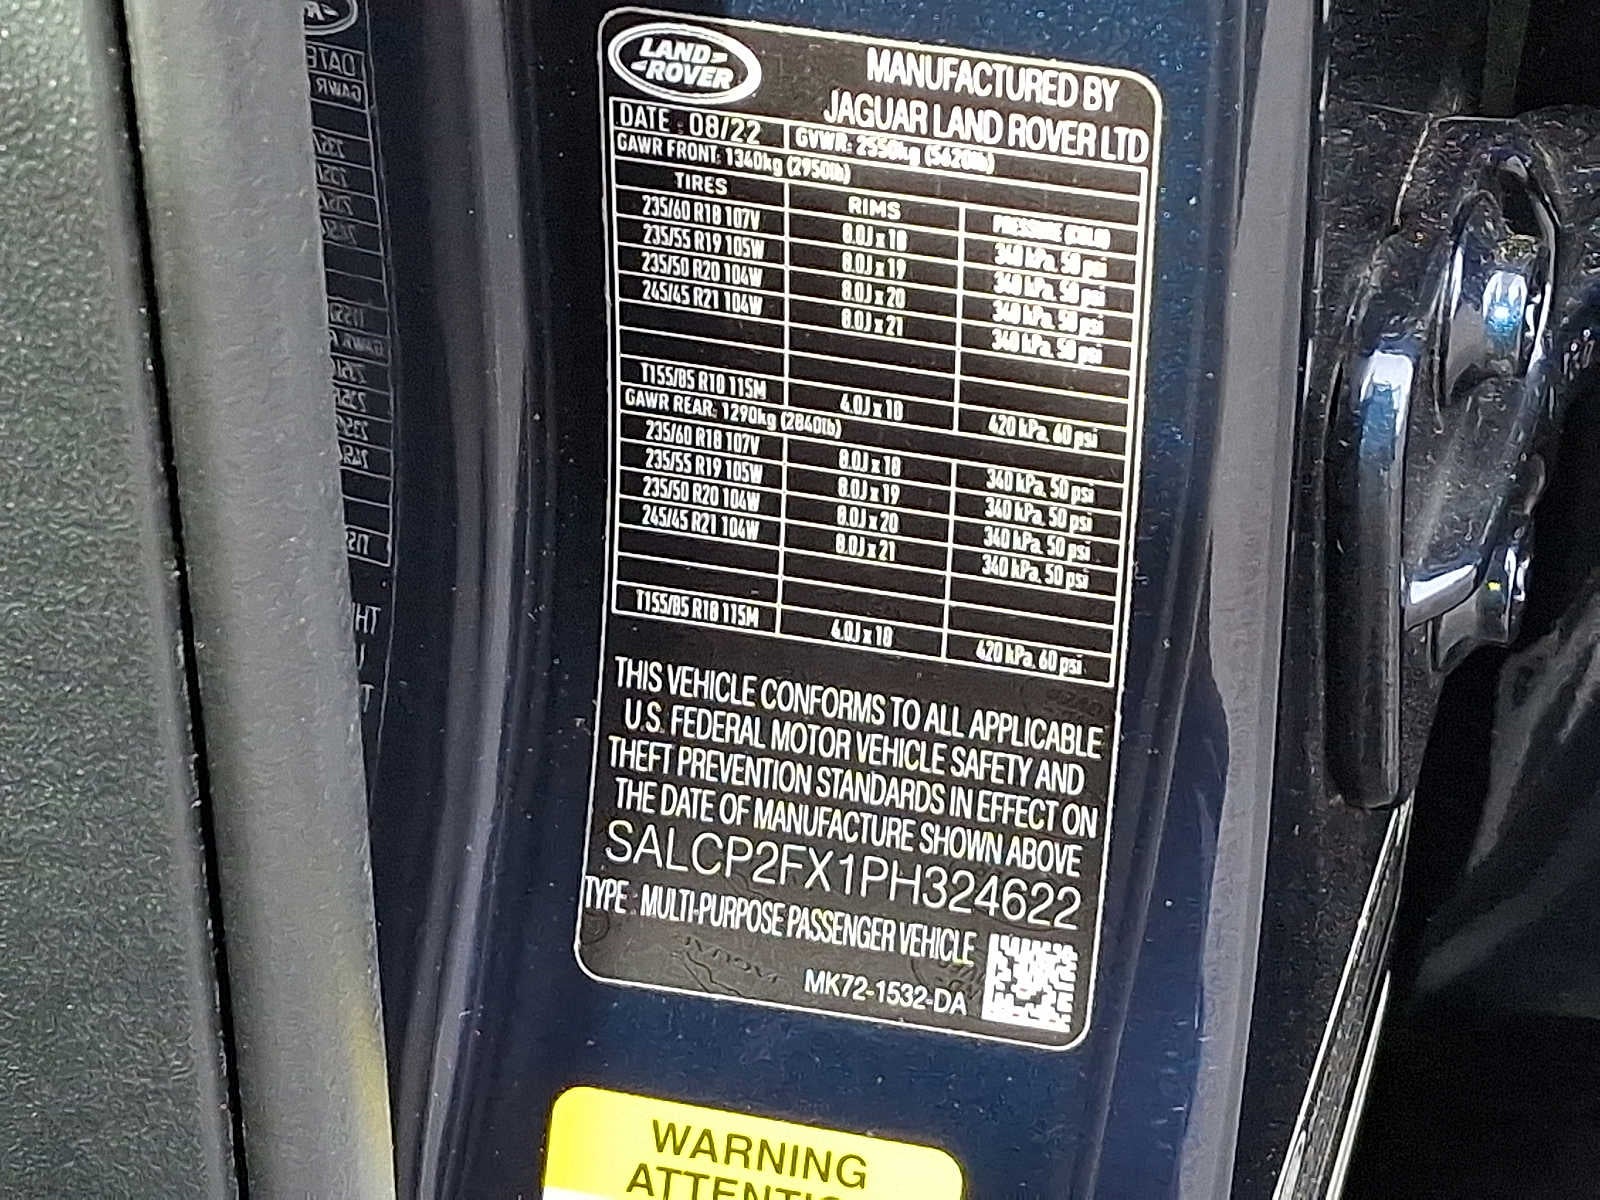 LAND
ROVER
MANUFACTURED BY
JAGUAR LAND ROVER LTD
DATE : 08/22 GVWR: 2550kg (5620lb)
GAWR FRONT: 1340kg (2950lb)
TIRES RIMS PRESSURE (COLD)
235/60 R18 107V 8.0J x 18 340 kPa, 50 psi
235/55 R19 105W 8.0J x 19 340 kPa, 50 psi
235/50 R20 104W 8.0J x 20 340 kPa, 50 psi
245/45 R21 104W 8.0J x 21 340 kPa, 50 psi
T155/85 R18 115M 4.0J x 18 420 kPa, 60 psi
GAWR REAR: 1290kg (2840lb)
235/60 R18 107V 8.0J x 18 340 kPa, 50 psi
235/55 R19 105W 8.0J x 19 340 kPa, 50 psi
235/50 R20 104W 8.0J x 20 340 kPa, 50 psi
245/45 R21 104W 8.0J x 21 340 kPa, 50 psi
T155/85 R18 115M 4.0J x 18 420 kPa, 60 psi
THIS VEHICLE CONFORMS TO ALL APPLICABLE
U.S. FEDERAL MOTOR VEHICLE SAFETY AND
THEFT PREVENTION STANDARDS IN EFFECT ON
THE DATE OF MANUFACTURE SHOWN ABOVE
SALCP2FX1PH324622
TYPE : MULTI-PURPOSE PASSENGER VEHICLE
MK72-1532-DA
WARNING